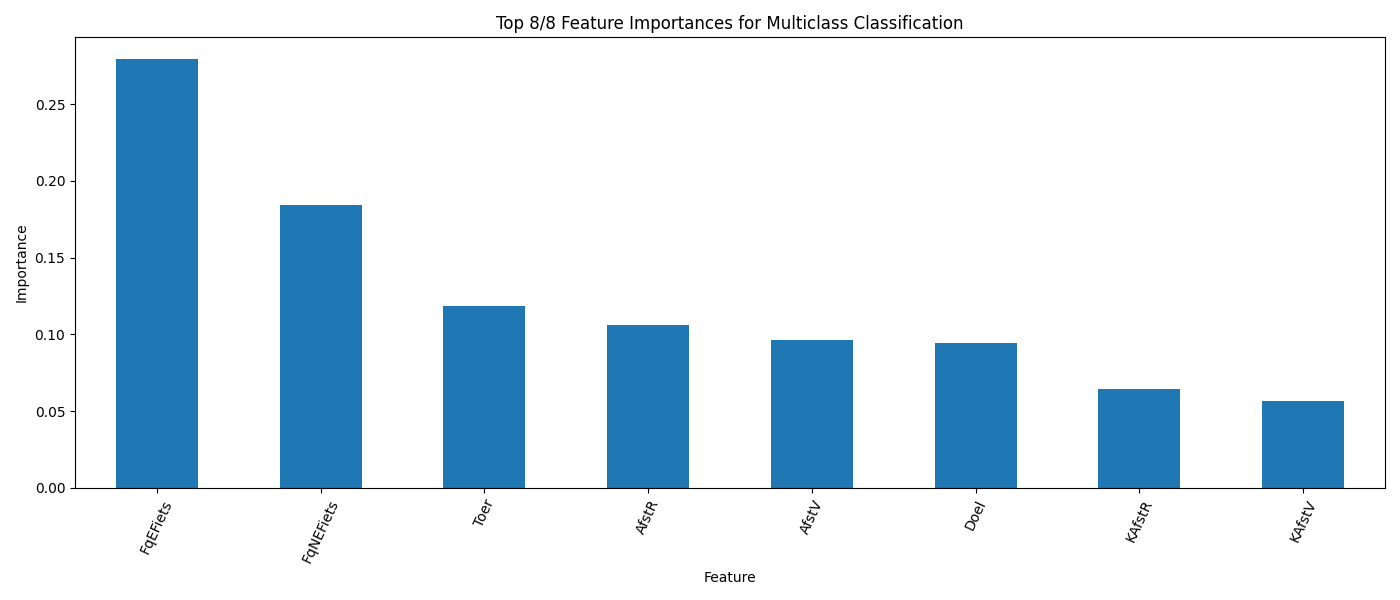 Top 8/8 Feature Importances for Multiclass Classification
Importance
0.25
0.20
0.15
0.10
0.05
0.00
FqEFiets
FqNEFiets
Toer
AfstR
AfstV
Doel
KAfstR
KAfstV
Feature